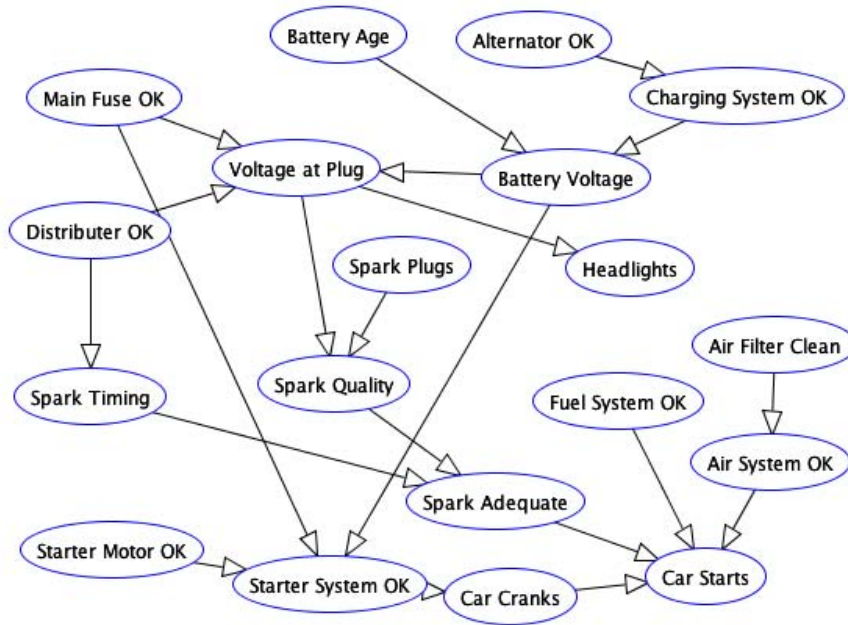 Battery Age
Alternator OK
Main Fuse OK
Charging System OK
Voltage at Plug
Battery Voltage
Distributer OK
Spark Plugs
Headlights
Air Filter Clean
Spark Timing
Spark Quality
Fuel System OK
Air System OK
Spark Adequate
Starter Motor OK
Starter System OK
Car Cranks
Car Starts